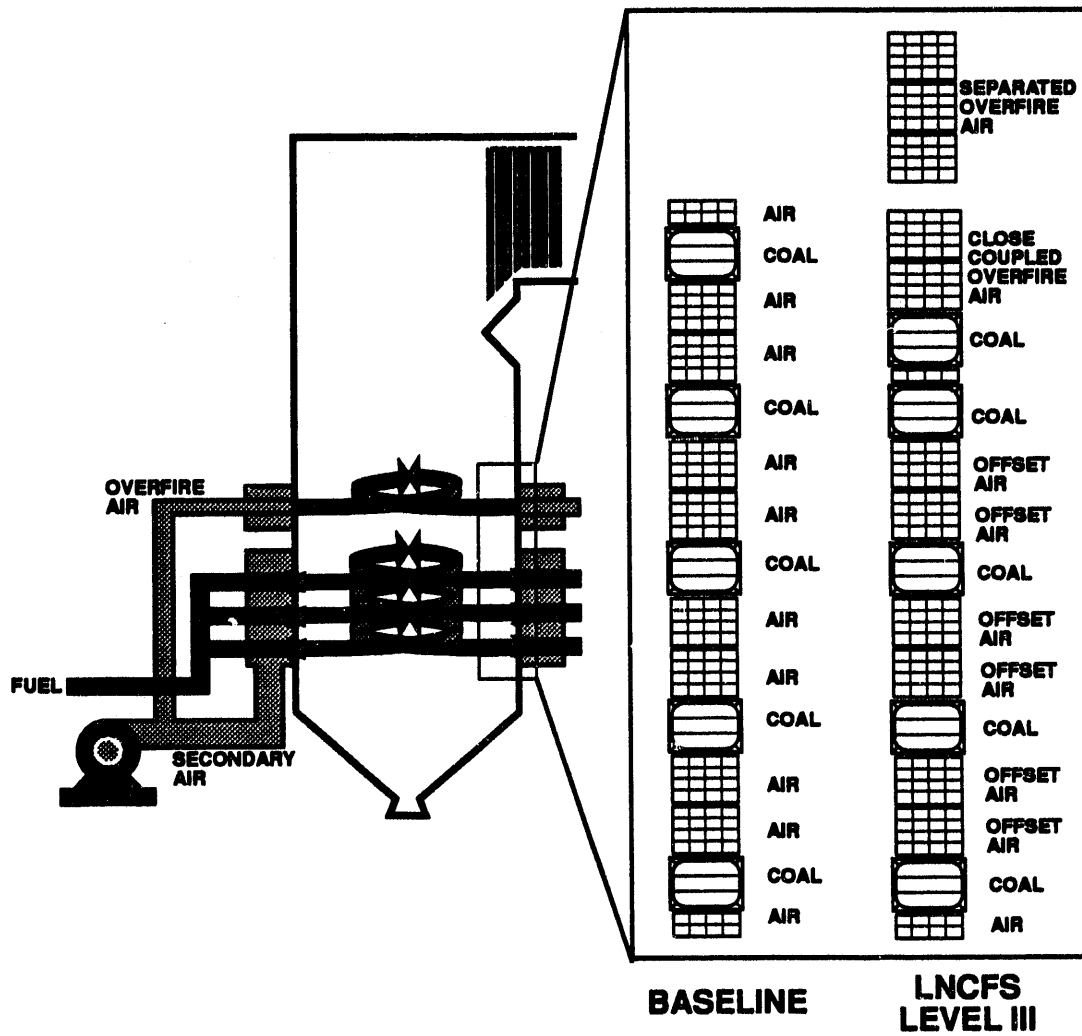 OVERFIRE
AIR
FUEL
SECONDARY
AIR
AIR
COAL
AIR
AIR
COAL
AIR
AIR
COAL
AIR
AIR
COAL
AIR
AIR
COAL
AIR
BASELINE
SEPARATED
OVERFIRE
AIR
CLOSE
COUPLED
OVERFIRE
AIR
COAL
COAL
OFFSET
AIR
OFFSET
AIR
COAL
OFFSET
AIR
OFFSET
AIR
COAL
OFFSET
AIR
OFFSET
AIR
COAL
AIR
LNCFS
LEVEL III